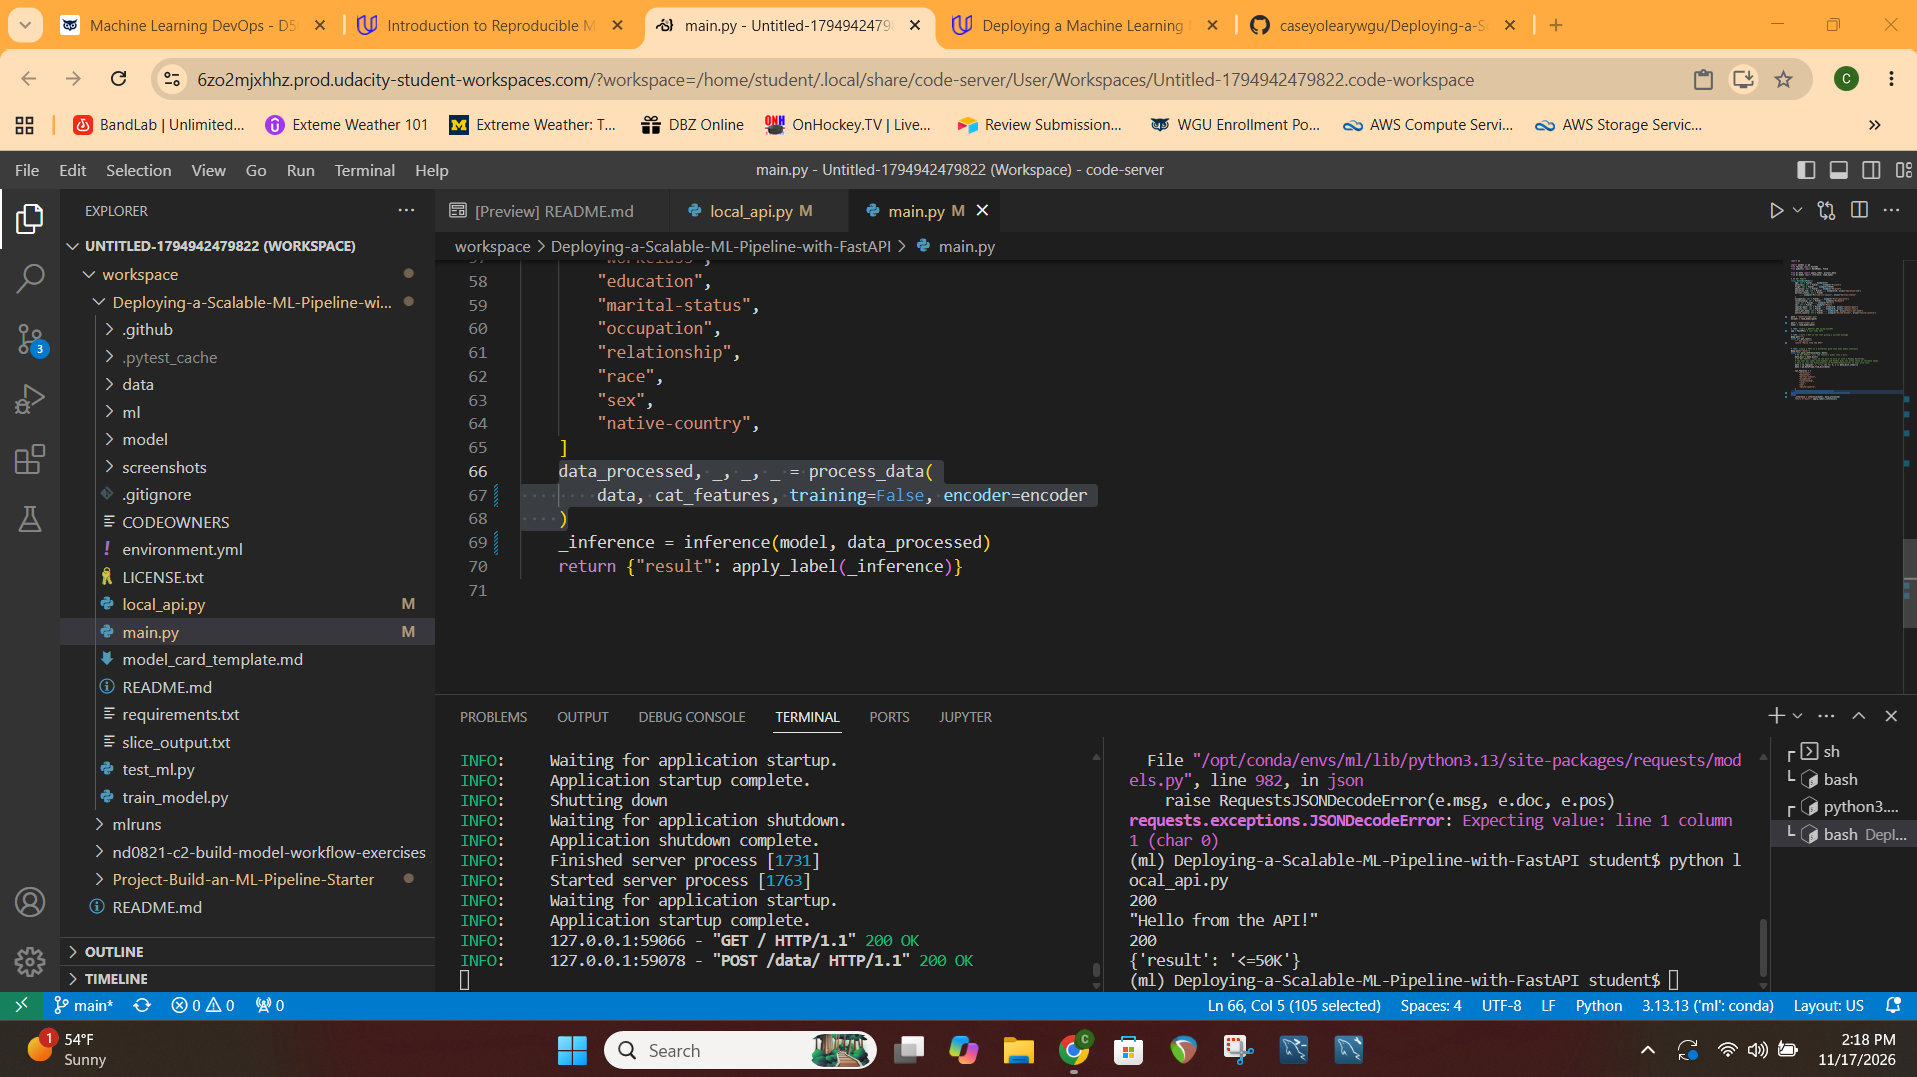 Machine Learning DevOps - D5
Introduction to Reproducible M
main.py - Untitled-179494247982
Deploying a Machine Learning
caseyolearywgu/Deploying-a-S
6zo2mjxhhz.prod.udacity-student-workspaces.com/?workspace=/home/student/.local/share/code-server/User/Workspaces/Untitled-1794942479822.code-workspace
C
BandLab | Unlimited...
Exteme Weather 101
Extreme Weather: T...
DBZ Online
OnHockey.TV | Live...
Review Submission...
WGU Enrollment Po...
AWS Compute Servi...
AWS Storage Servic...
File Edit Selection View Go Run Terminal Help
main.py - Untitled-1794942479822 (Workspace) - code-server
EXPLORER
UNTITLED-1794942479822 (WORKSPACE)
workspace
Deploying-a-Scalable-ML-Pipeline-wi...
.github
.pytest_cache
data
ml
model
screenshots
.gitignore
CODEOWNERS
environment.yml
LICENSE.txt
local_api.py M
main.py M
model_card_template.md
README.md
requirements.txt
slice_output.txt
test_ml.py
train_model.py
mlruns
nd0821-c2-build-model-workflow-exercises
Project-Build-an-ML-Pipeline-Starter
README.md
OUTLINE
TIMELINE
3
[Preview] README.md
local_api.py M
main.py M
workspace > Deploying-a-Scalable-ML-Pipeline-with-FastAPI > main.py
57 "workclass",
58 "education",
59 "marital-status",
60 "occupation",
61 "relationship",
62 "race",
63 "sex",
64 "native-country",
65 ]
66 data_processed, _, _, _ = process_data(
67 data, cat_features, training=False, encoder=encoder
68 )
69 _inference = inference(model, data_processed)
70 return {"result": apply_label(_inference)}
71
PROBLEMS OUTPUT DEBUG CONSOLE TERMINAL PORTS JUPYTER
INFO: Waiting for application startup.
INFO: Application startup complete.
INFO: Shutting down
INFO: Waiting for application shutdown.
INFO: Application shutdown complete.
INFO: Finished server process [1731]
INFO: Started server process [1763]
INFO: Waiting for application startup.
INFO: Application startup complete.
INFO: 127.0.0.1:59066 - "GET / HTTP/1.1" 200 OK
INFO: 127.0.0.1:59078 - "POST /data/ HTTP/1.1" 200 OK
File "/opt/conda/envs/ml/lib/python3.13/site-packages/requests/mod
els.py", line 982, in json
raise RequestsJSONDecodeError(e.msg, e.doc, e.pos)
requests.exceptions.JSONDecodeError: Expecting value: line 1 column
1 (char 0)
(ml) Deploying-a-Scalable-ML-Pipeline-with-FastAPI student$ python l
ocal_api.py
200
"Hello from the API!"
200
{'result': '<=50K'}
(ml) Deploying-a-Scalable-ML-Pipeline-with-FastAPI student$
sh
bash
python3....
bash Depl...
main* 0 0 0
Ln 66, Col 5 (105 selected) Spaces: 4 UTF-8 LF Python 3.13.13 ('ml': conda) Layout: US
1
54°F
Sunny
Search
2:18 PM
11/17/2026